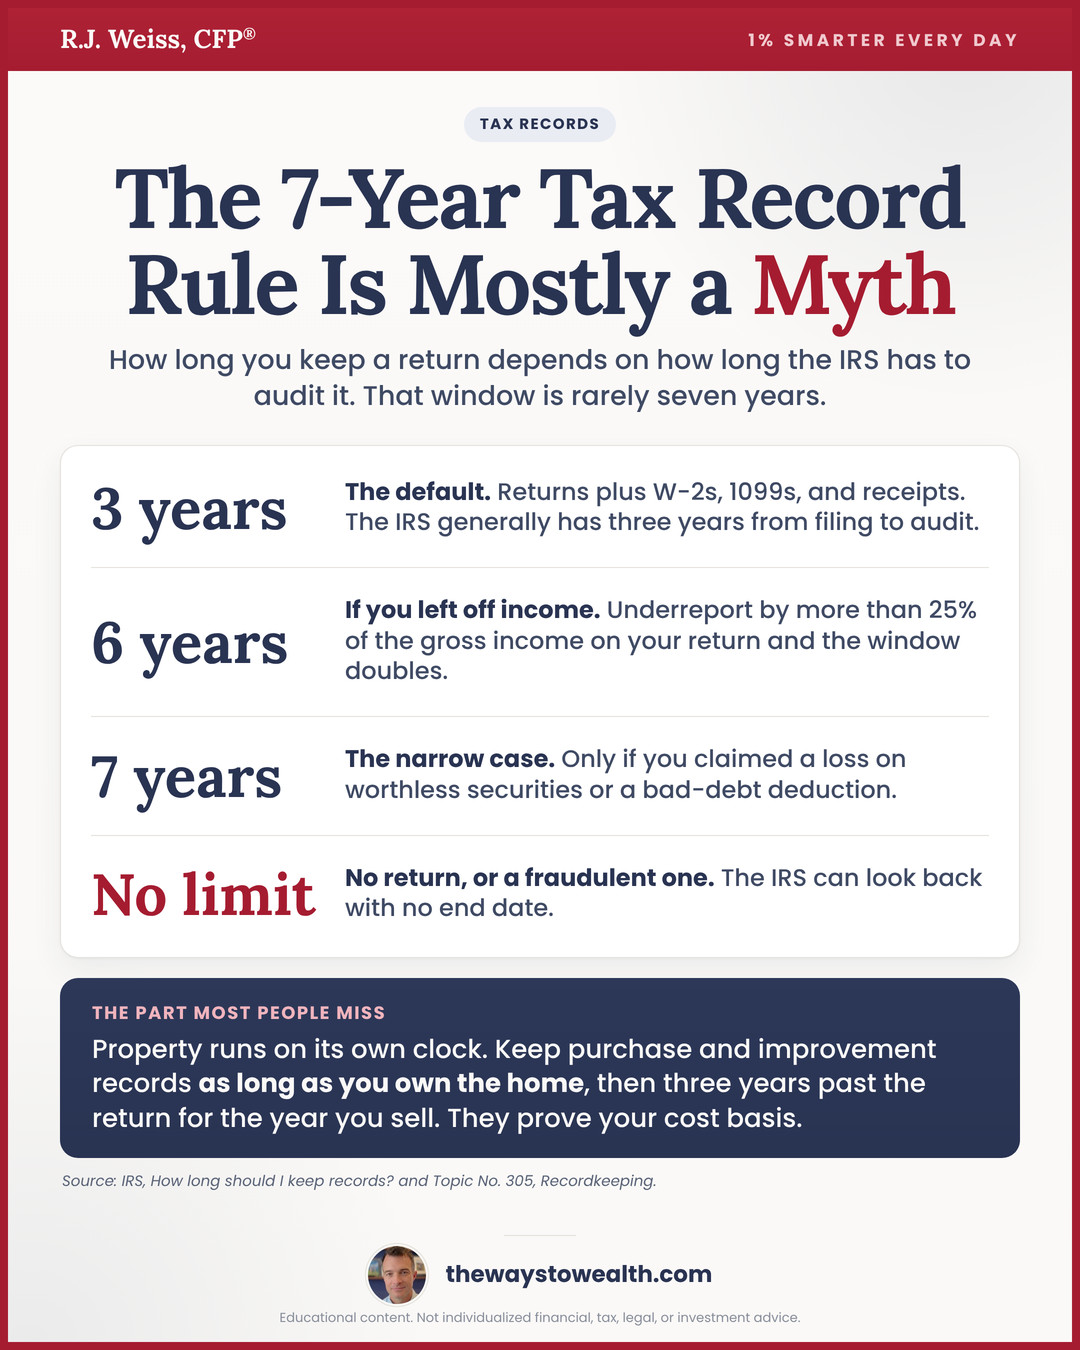 R.J. Weiss, CFP®
1% SMARTER EVERY DAY
TAX RECORDS
The 7-Year Tax Record
Rule Is Mostly a Myth
How long you keep a return depends on how long the IRS has to
audit it. That window is rarely seven years.
3 years
The default. Returns plus W-2s, 1099s, and receipts.
The IRS generally has three years from filing to audit.
6 years
If you left off income. Underreport by more than 25%
of the gross income on your return and the window
doubles.
7 years
The narrow case. Only if you claimed a loss on
worthless securities or a bad-debt deduction.
No limit
No return, or a fraudulent one. The IRS can look back
with no end date.
THE PART MOST PEOPLE MISS
Property runs on its own clock. Keep purchase and improvement
records as long as you own the home, then three years past the
return for the year you sell. They prove your cost basis.
Source: IRS, How long should I keep records? and Topic No. 305, Recordkeeping.
thewaystowealth.com
Educational content. Not individualized financial, tax, legal, or investment advice.